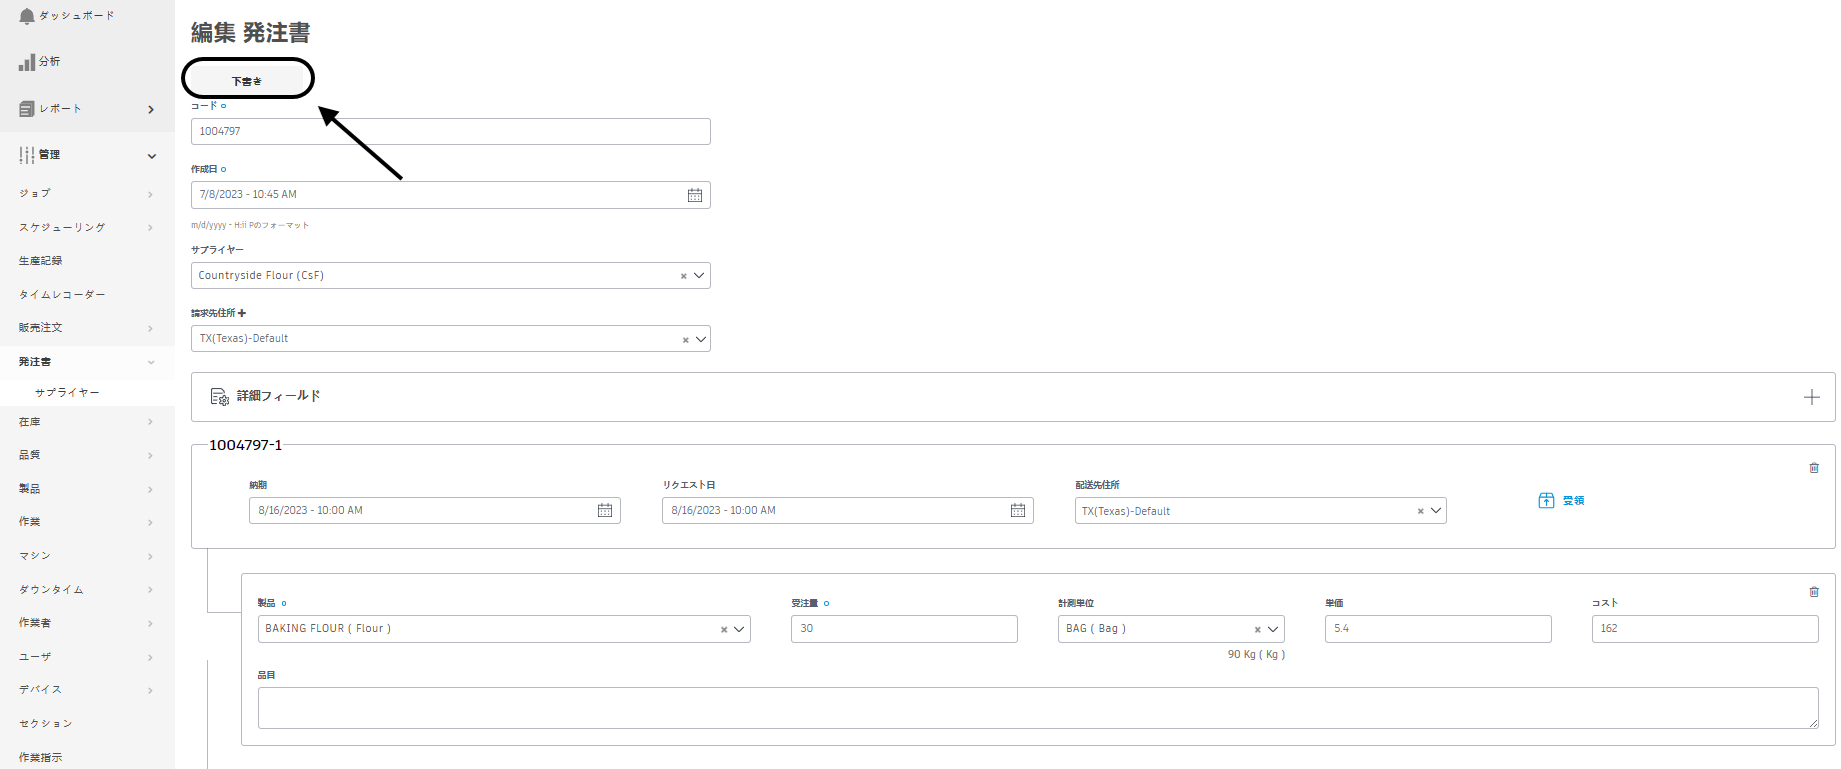 ダッシュボード
分析
レポート
管理
ジョブ
スケジューリング
生産記録
タイムレコーダー
販売注文
発注書
サプライヤー
在庫
品質
製品
作業
マシン
ダウンタイム
作業者
ユーザ
デバイス
セクション
作業指示
編集 発注書
下書き
コード
1004797
作成日
7/8/2023 - 10:45 AM
m/d/yyyy - H:ii Pのフォーマット
サプライヤー
Countryside Flour (CsF)
請求先住所
TX(Texas)-Default
詳細フィールド
1004797-1
納期 リクエスト日 配送先住所
8/16/2023 - 10:00 AM 8/16/2023 - 10:00 AM TX(Texas)-Default 受領
製品 受注量 計測単位 単価 コスト
BAKING FLOUR ( Flour ) 30 BAG ( Bag ) 5.4 162
90 Kg ( Kg )
品目